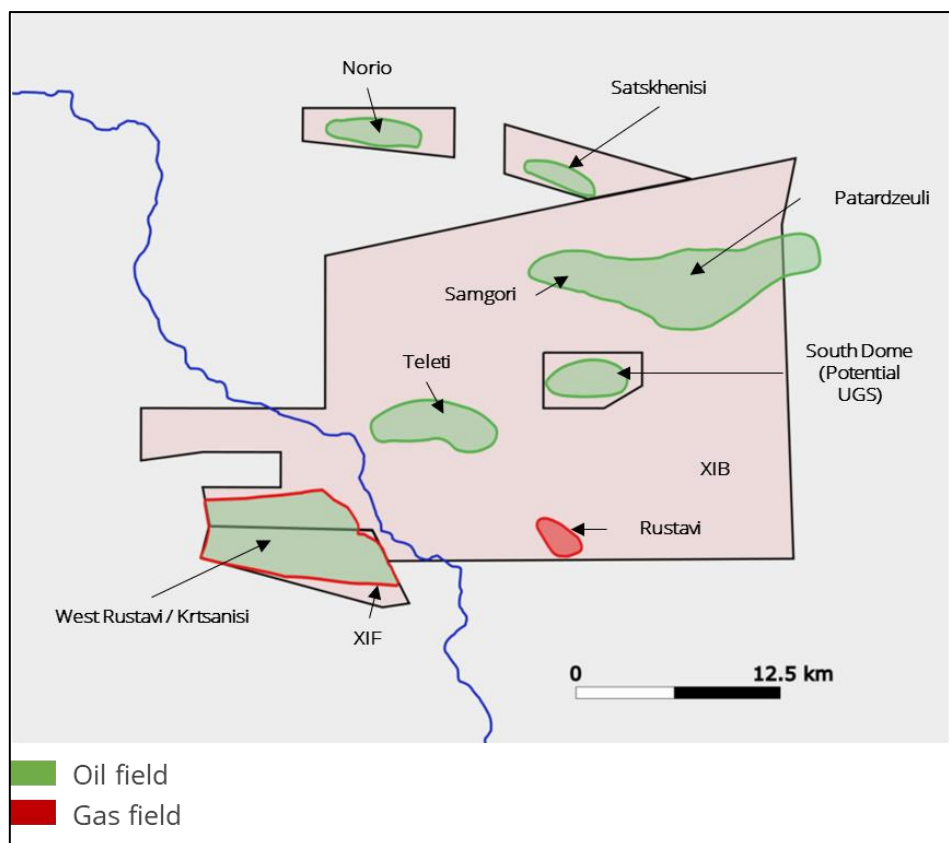 Norio
Satskhenisi
Patardzeuli
Samgori
South Dome
(Potential
UGS)
Teleti
XIB
Rustavi
West Rustavi / Krtsanisi
XIF
0 12.5 km
Oil field
Gas field